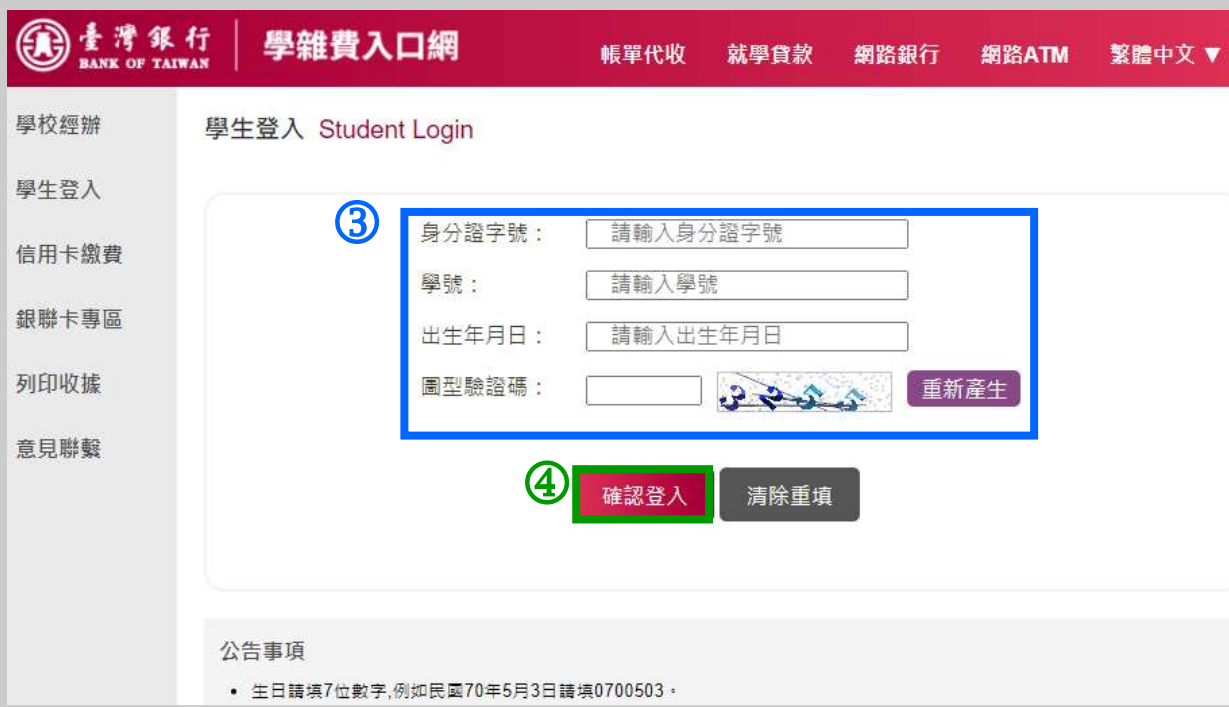 臺灣銀行 學雜費入口網 帳單代收 就學貸款 網路銀行 網路ATM 繁體中文 ▼
BANK OF TAIWAN
學校經辦
學生登入
信用卡繳費
銀聯卡專區
列印收據
意見聯繫
學生登入 Student Login
③
身分證字號： 請輸入身分證字號
學號： 請輸入學號
出生年月日： 請輸入出生年月日
圖型驗證碼： 重新產生
④ 確認登入 清除重填
公告事項
• 生日請填7位數字,例如民國70年5月3日請填0700503。